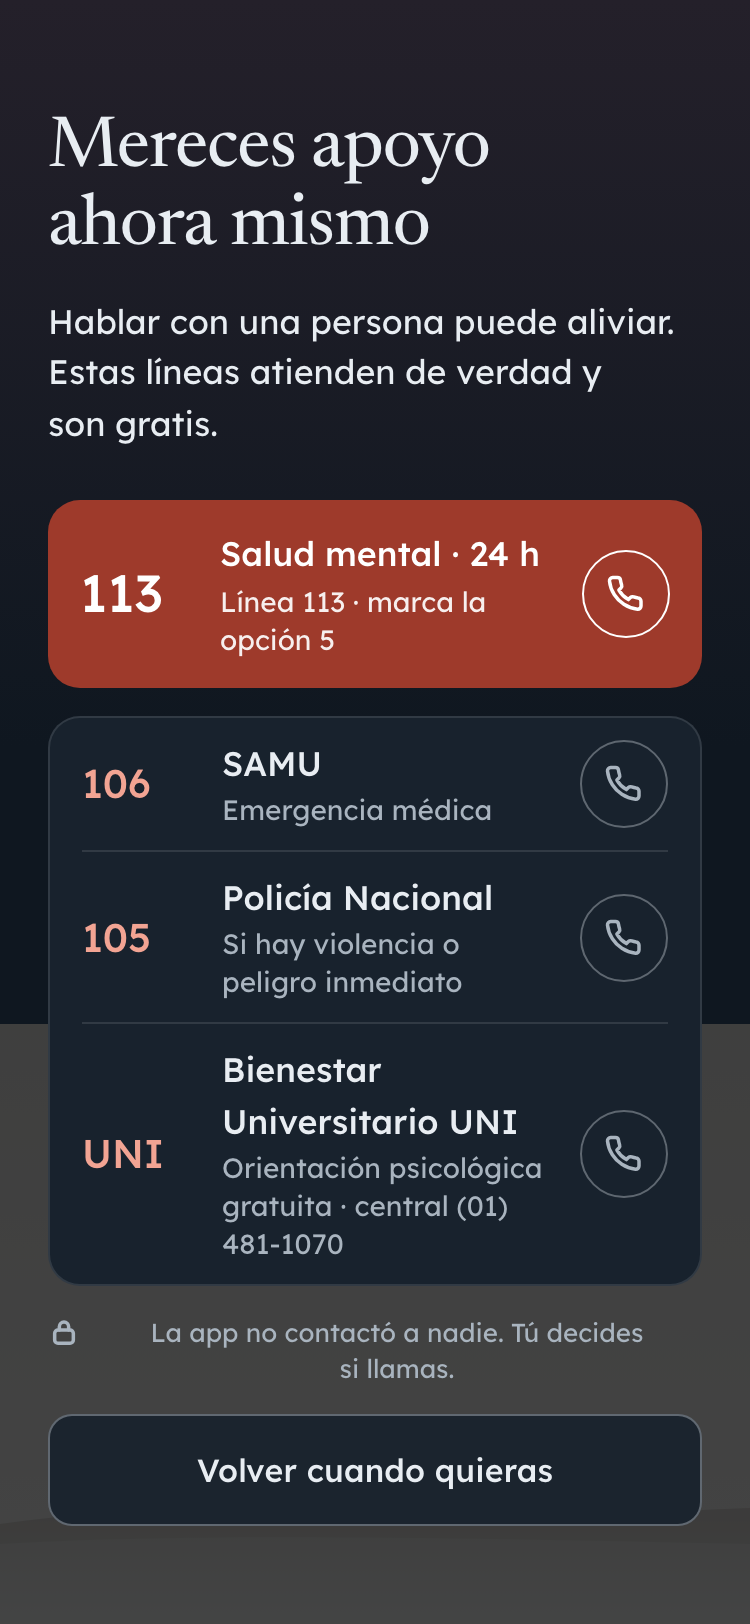 Mereces apoyo
ahora mismo
Hablar con una persona puede aliviar.
Estas líneas atienden de verdad y
son gratis.
113
Salud mental · 24 h
Línea 113 · marca la
opción 5
106
SAMU
Emergencia médica
105
Policía Nacional
Si hay violencia o
peligro inmediato
UNI
Bienestar
Universitario UNI
Orientación psicológica
gratuita · central (01)
481-1070
La app no contactó a nadie. Tú decides
si llamas.
Volver cuando quieras